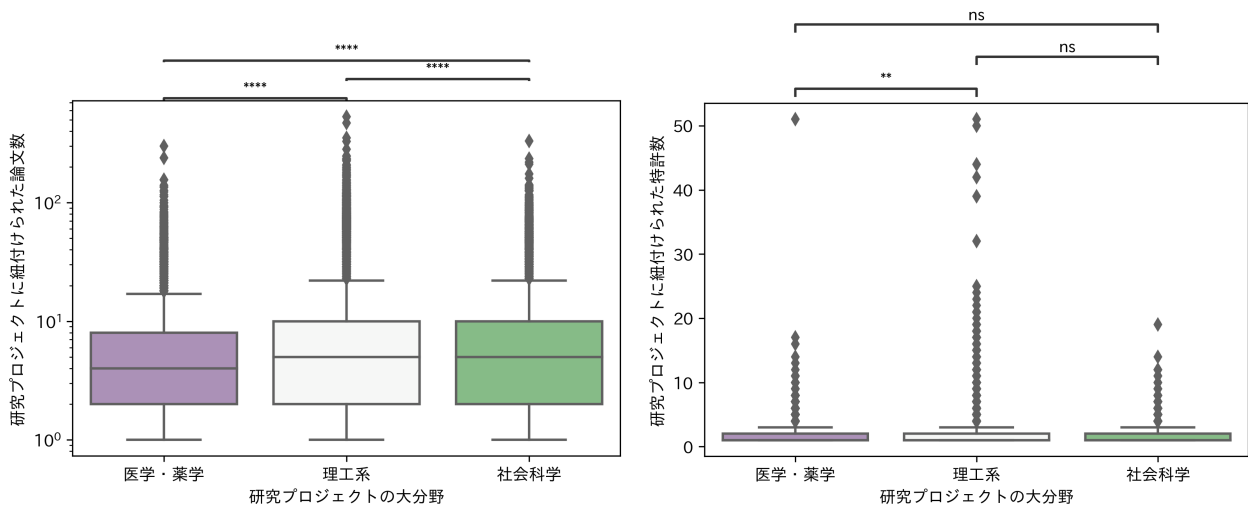 ****
****
****
研究プロジェクトに紐付けられた論文数
10²
10¹
10⁰
医学・薬学
理工系
社会科学
研究プロジェクトの大分野
ns
ns
**
研究プロジェクトに紐付けられた特許数
50
40
30
20
10
0
医学・薬学
理工系
社会科学
研究プロジェクトの大分野